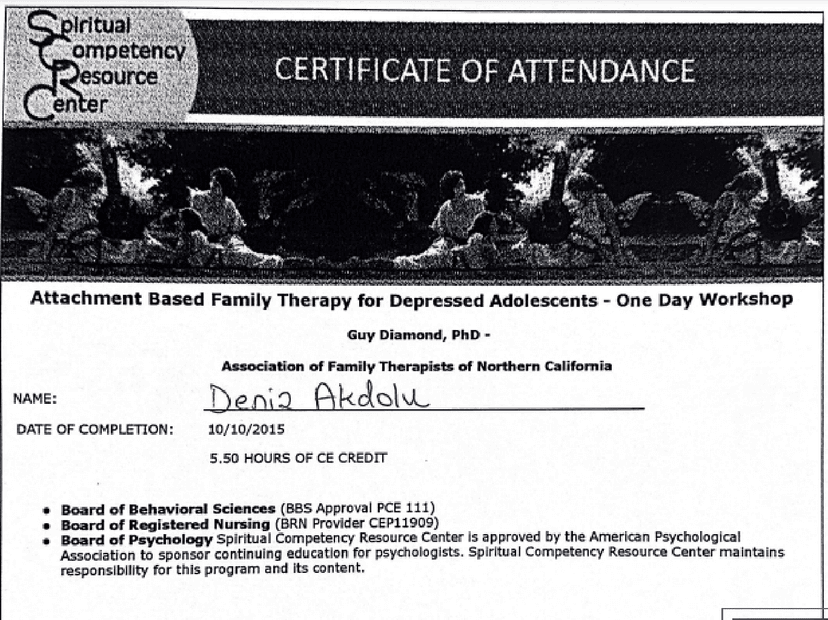 Spiritual
Competency
Resource
Center
CERTIFICATE OF ATTENDANCE
Attachment Based Family Therapy for Depressed Adolescents - One Day Workshop
Guy Diamond, PhD -
Association of Family Therapists of Northern California
NAME: Deniz Akdolu
DATE OF COMPLETION: 10/10/2015
5.50 HOURS OF CE CREDIT
• Board of Behavioral Sciences (BBS Approval PCE 111)
• Board of Registered Nursing (BRN Provider CEP11909)
• Board of Psychology Spiritual Competency Resource Center is approved by the American Psychological
Association to sponsor continuing education for psychologists. Spiritual Competency Resource Center maintains
responsibility for this program and its content.